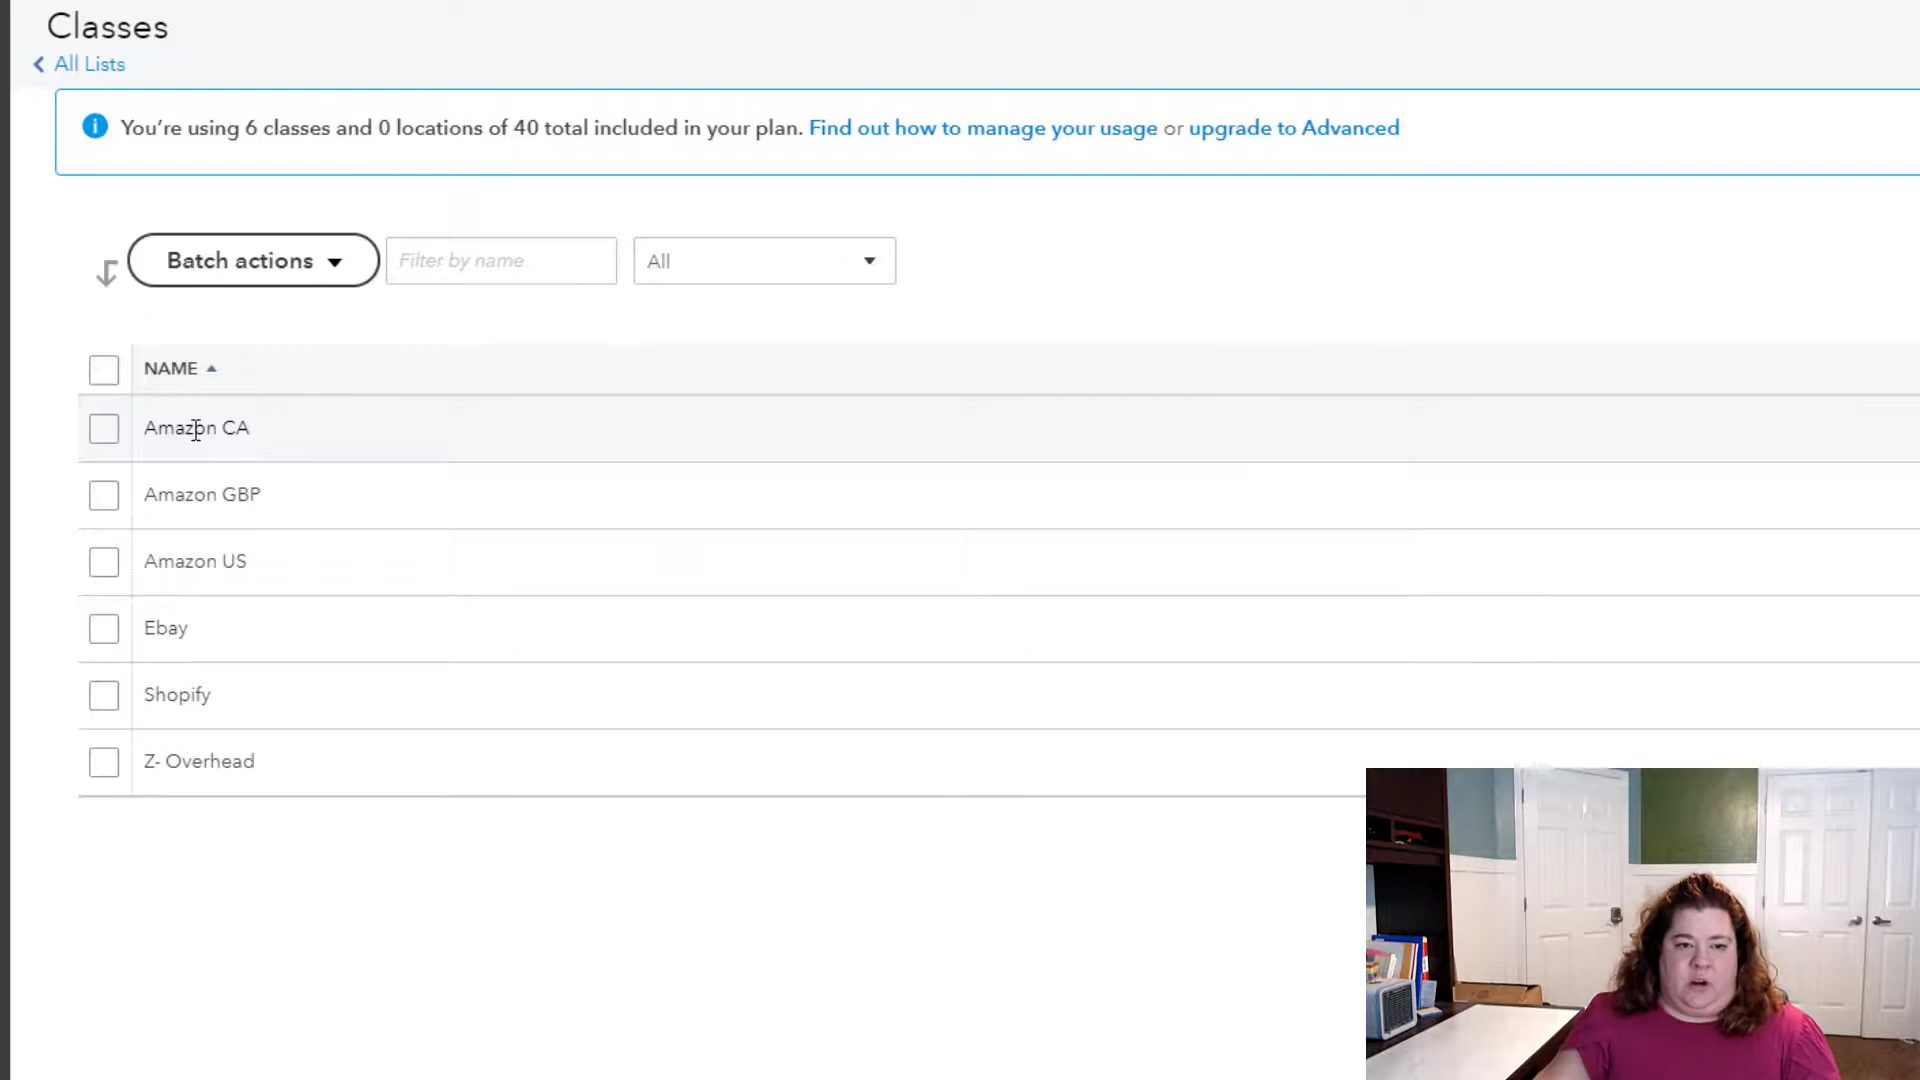 Classes
All Lists
You’re using 6 classes and 0 locations of 40 total included in your plan. Find out how to manage your usage or upgrade to Advanced
Batch actions Filter by name All
NAME
Amazon CA
Amazon GBP
Amazon US
Ebay
Shopify
Z- Overhead